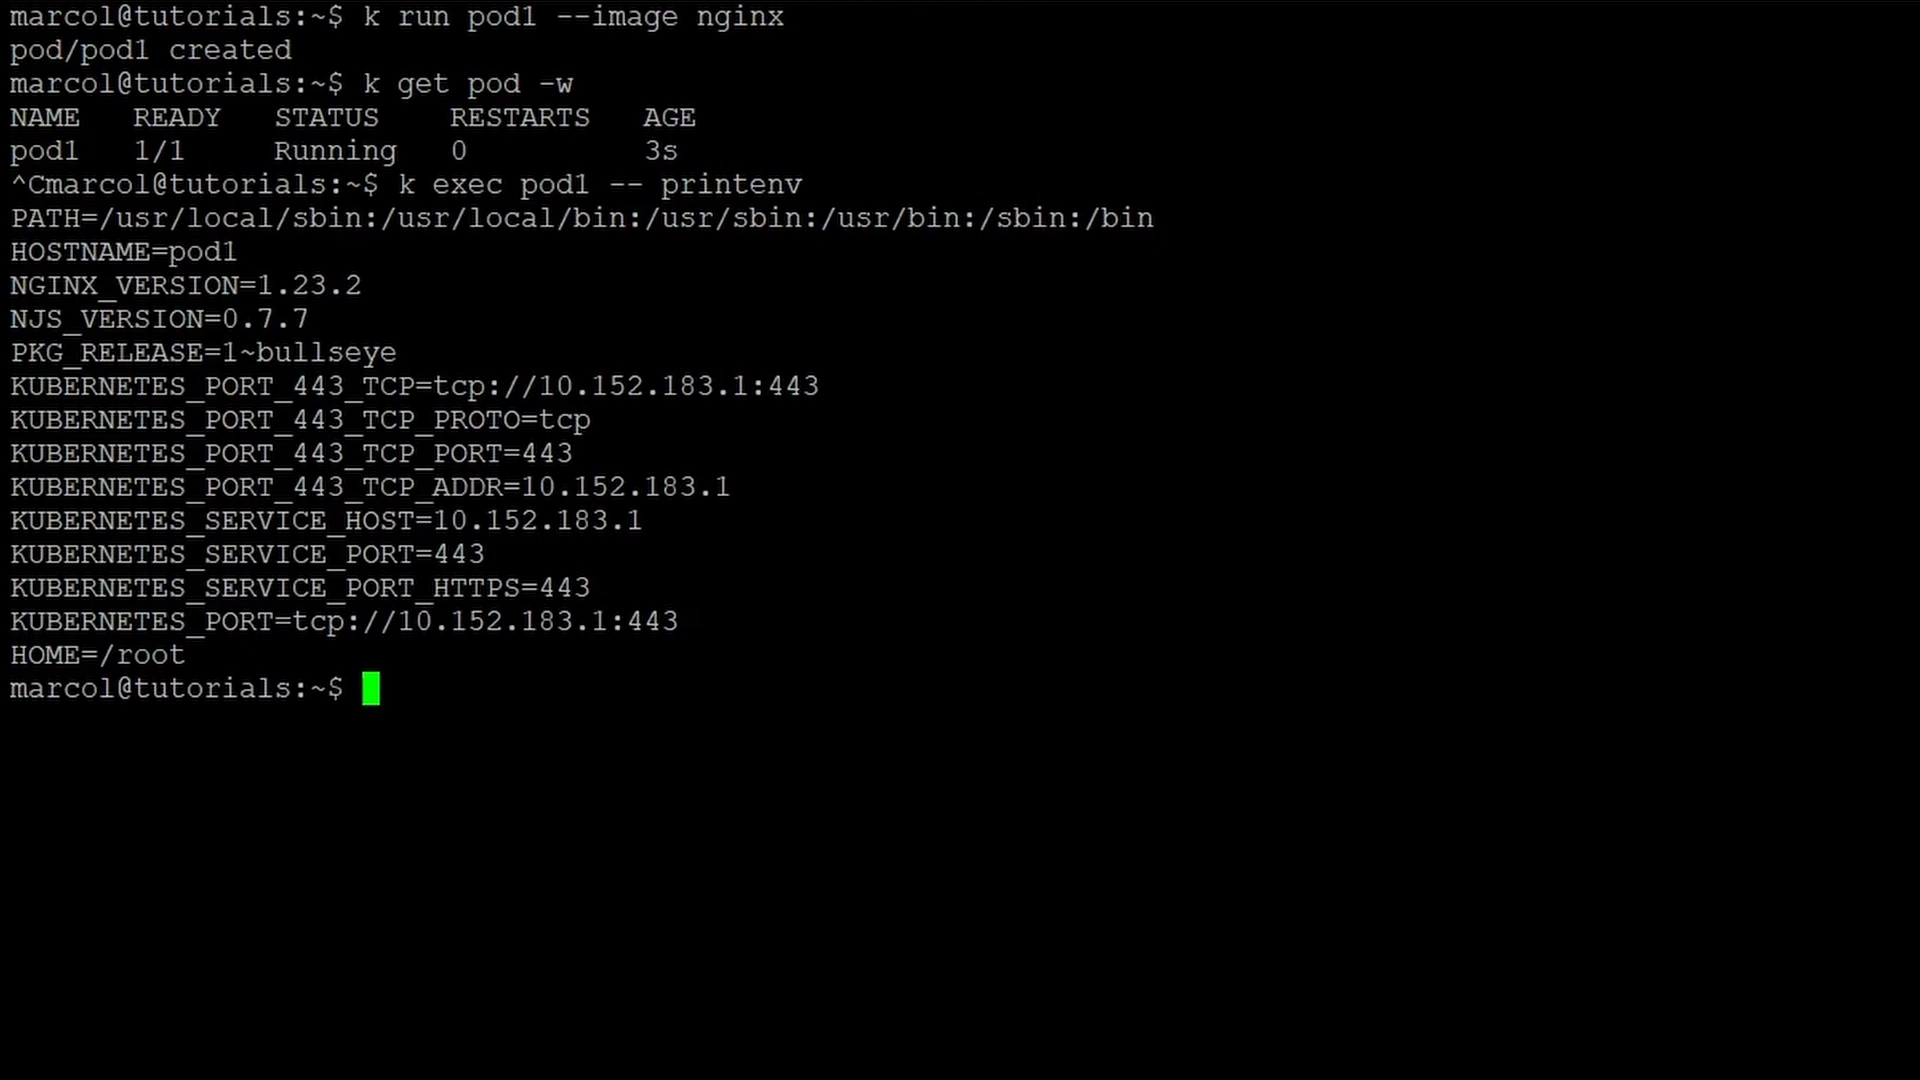 marcol@tutorials:~$ k run pod1 --image nginx
pod/pod1 created
marcol@tutorials:~$ k get pod -w
NAME   READY   STATUS    RESTARTS   AGE
pod1   1/1     Running   0          3s
^Cmarcol@tutorials:~$ k exec pod1 -- printenv
PATH=/usr/local/sbin:/usr/local/bin:/usr/sbin:/usr/bin:/sbin:/bin
HOSTNAME=pod1
NGINX_VERSION=1.23.2
NJS_VERSION=0.7.7
PKG_RELEASE=1~bullseye
KUBERNETES_PORT_443_TCP=tcp://10.152.183.1:443
KUBERNETES_PORT_443_TCP_PROTO=tcp
KUBERNETES_PORT_443_TCP_PORT=443
KUBERNETES_PORT_443_TCP_ADDR=10.152.183.1
KUBERNETES_SERVICE_HOST=10.152.183.1
KUBERNETES_SERVICE_PORT=443
KUBERNETES_SERVICE_PORT_HTTPS=443
KUBERNETES_PORT=tcp://10.152.183.1:443
HOME=/root
marcol@tutorials:~$